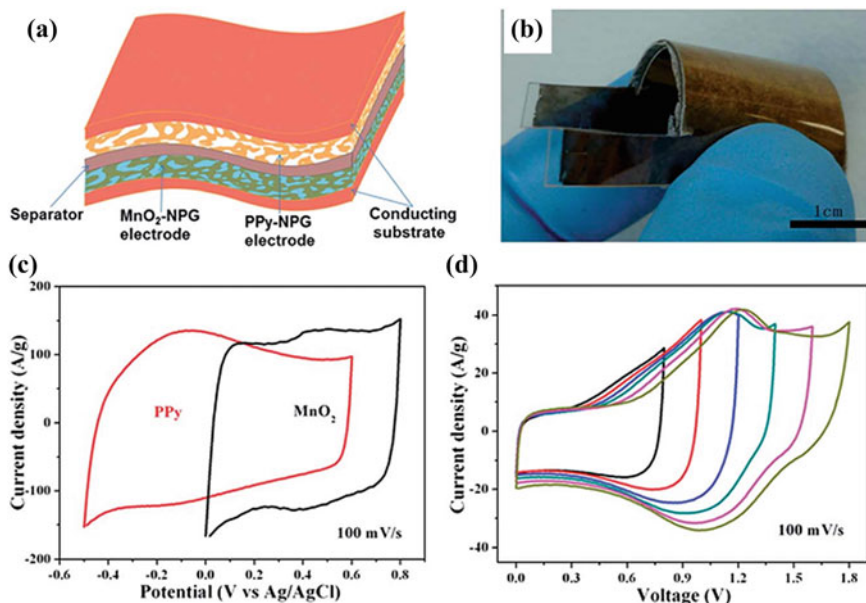 (a)
Separator
MnO₂-NPG
electrode
PPy-NPG
electrode
Conducting
substrate
(b)
1cm
(c)
Current density (A/g)
200
100
0
-100
-200
PPy
MnO₂
100 mV/s
-0.6 -0.4 -0.2 0.0 0.2 0.4 0.6 0.8
Potential (V vs Ag/AgCl)
(d)
Current density (A/g)
40
20
0
-20
-40
100 mV/s
0.0 0.3 0.6 0.9 1.2 1.5 1.8
Voltage (V)